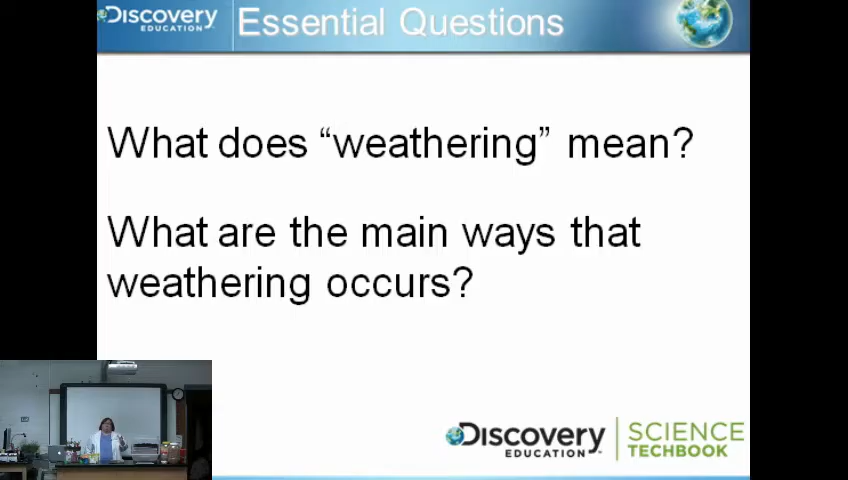 Discovery
EDUCATION
Essential Questions
What does “weathering” mean?
What are the main ways that
weathering occurs?
Discovery
EDUCATION
SCIENCE
TECHBOOK